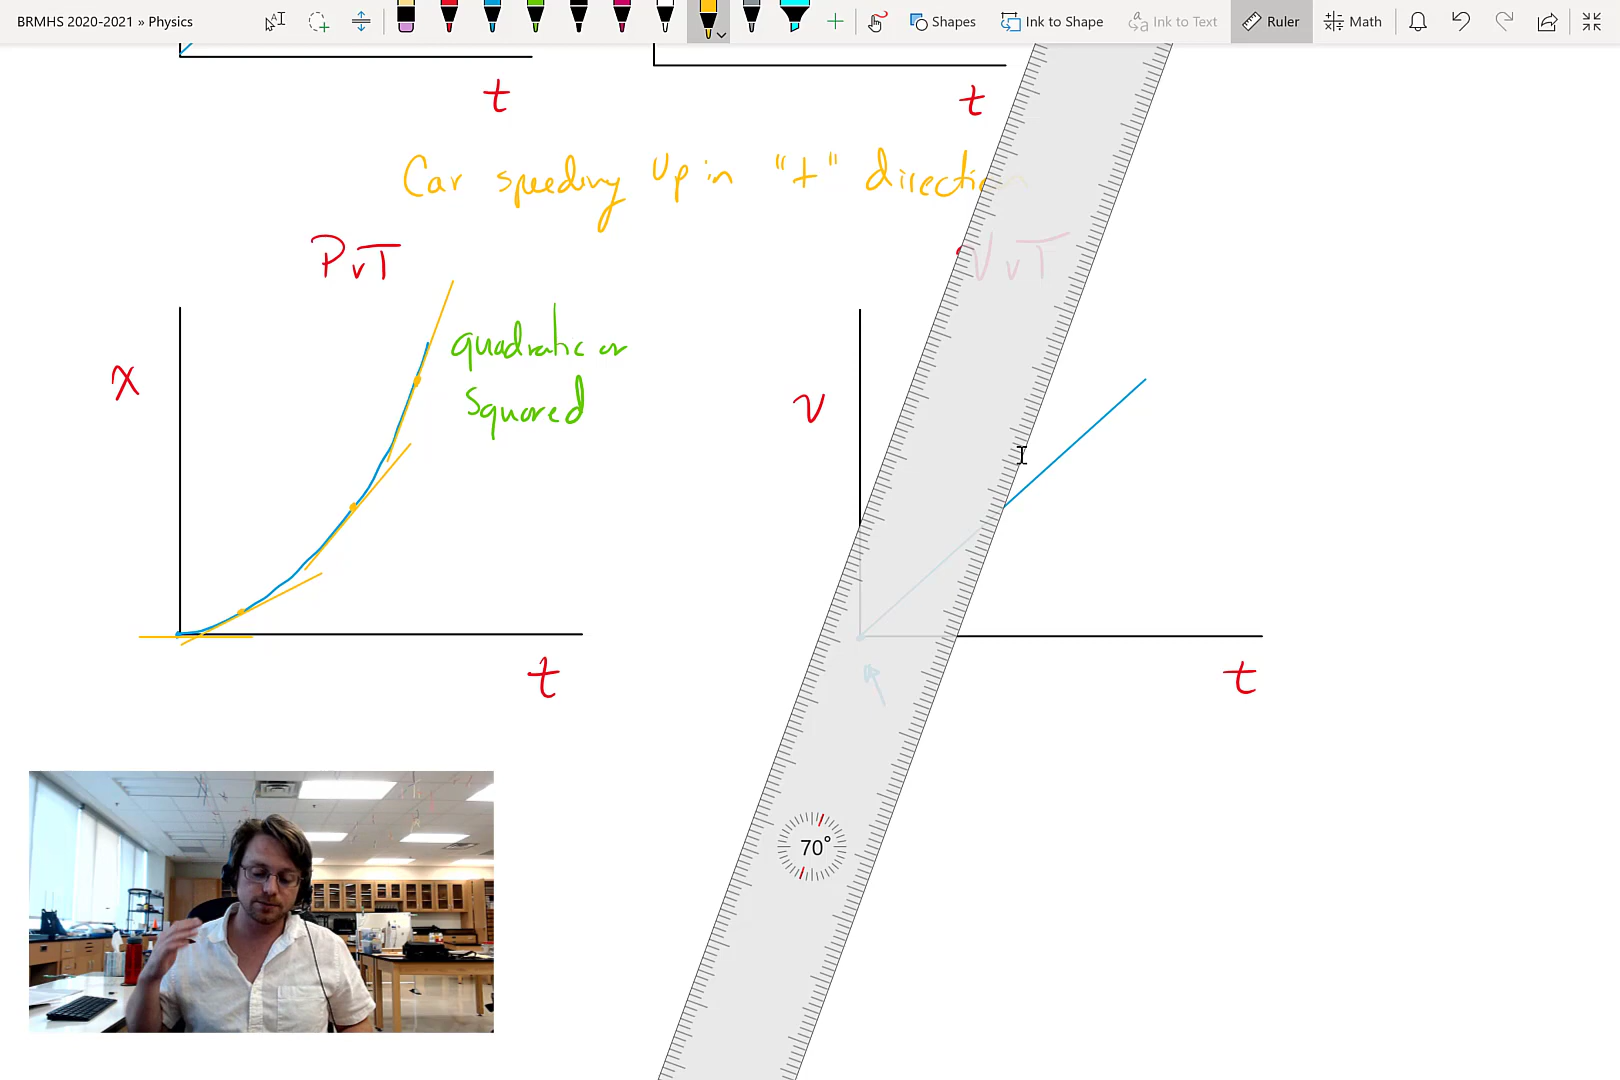 BRMHS 2020-2021 » Physics
Shapes
Ink to Shape
Ink to Text
Ruler
Math
t
t
Car speeding up in "+" direction
PvT
VvT
x
quadratic or
squared
v
t
t
70°